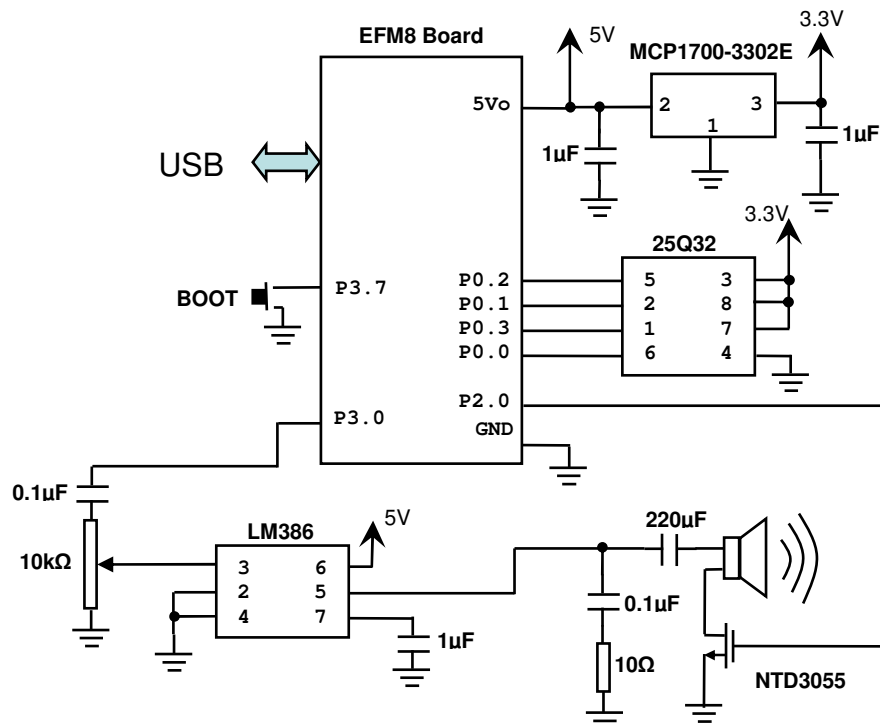 EFM8 Board
5V
MCP1700-3302E
3.3V
5Vo
2
3
1
1µF
1µF
USB
3.3V
25Q32
BOOT
P3.7
P0.2
5
3
P0.1
2
8
P0.3
1
7
P0.0
6
4
P2.0
P3.0
GND
0.1µF
LM386
5V
220µF
10kΩ
3
6
2
5
4
7
1µF
0.1µF
10Ω
NTD3055